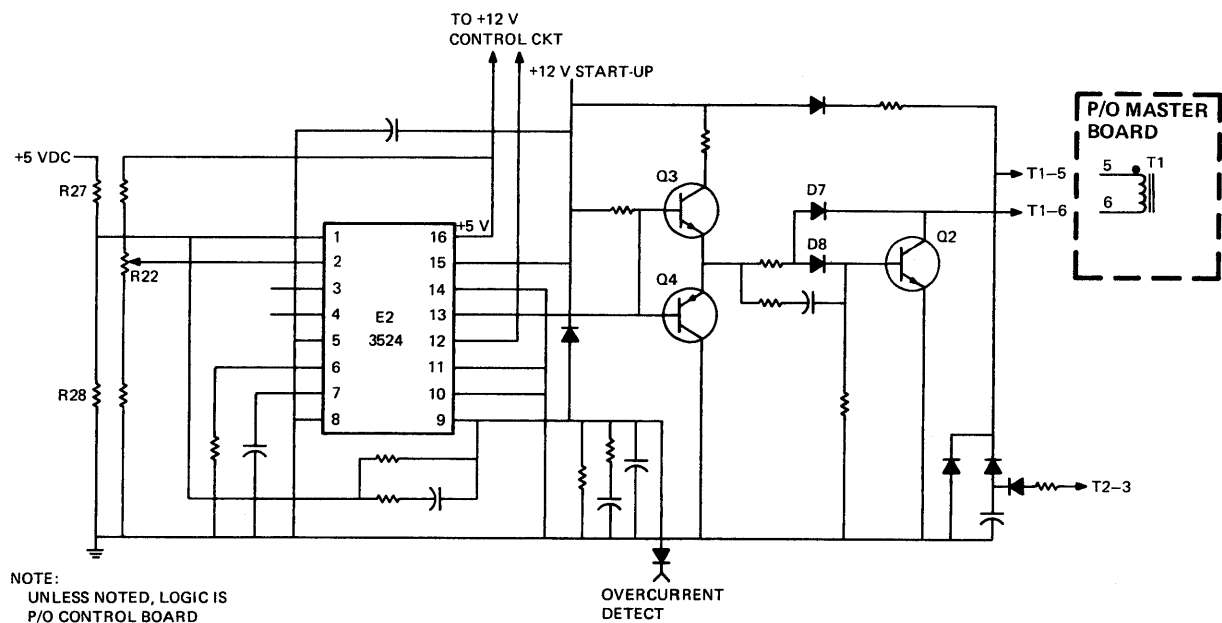 TO +12 V
CONTROL CKT
+12 V START-UP
P/O MASTER
BOARD
+5 VDC
R27
Q3
D7
5
T1
6
T1–5
T1–6
+5 V
1
16
2
15
3
14
4
13
5
12
6
11
7
10
8
9
E2
3524
R22
R28
Q4
D8
Q2
T2–3
NOTE:
UNLESS NOTED, LOGIC IS
P/O CONTROL BOARD
OVERCURRENT
DETECT